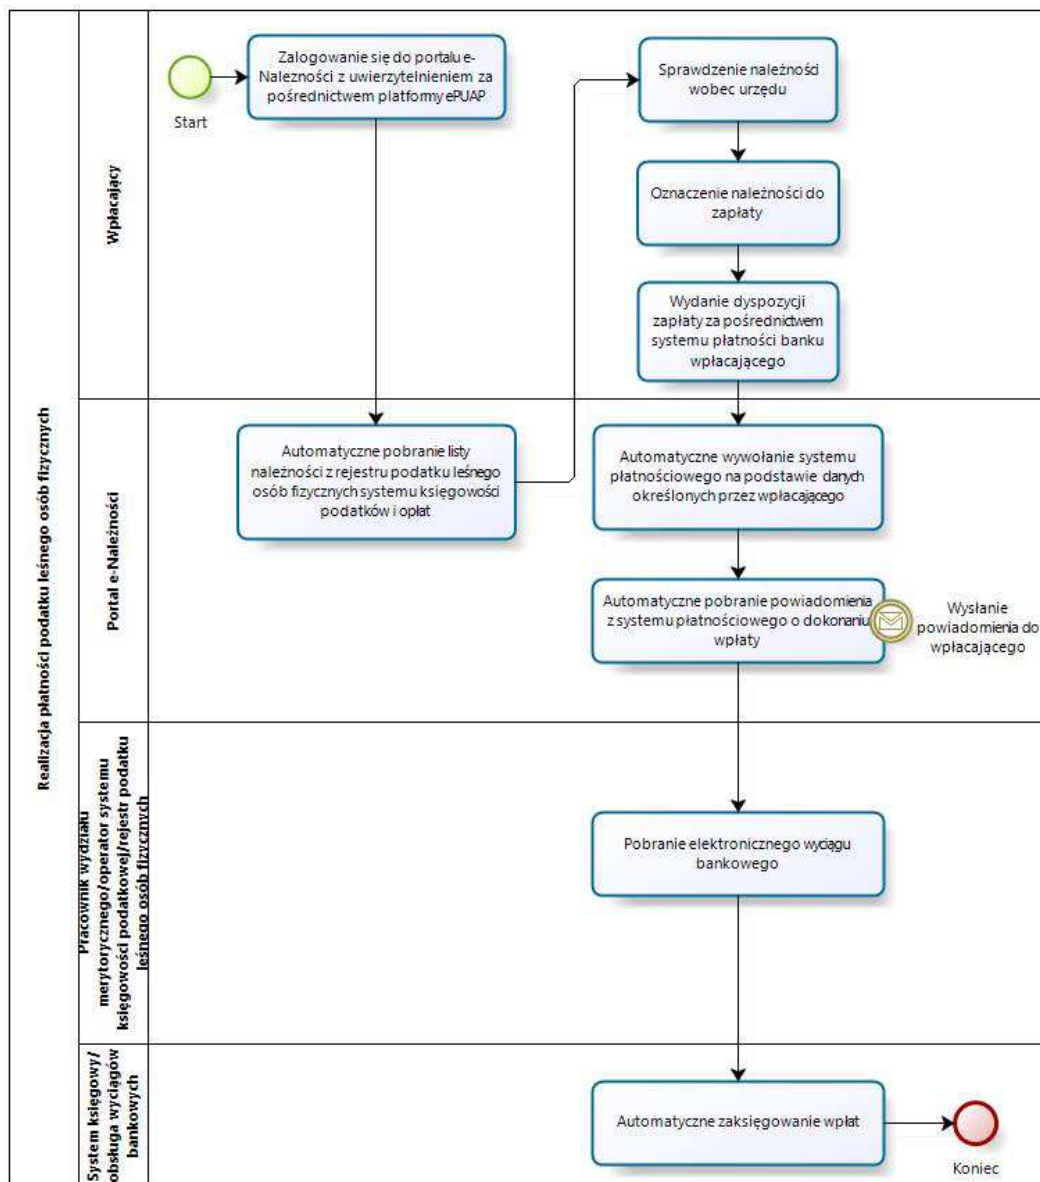 Realizacja płatności podatku leśnego osób fizycznych
Wpłacający
Start
Zalogowanie się do portalu e-
Nalezności z uwierzytelnieniem za
pośrednictwem platformy ePUAP
Sprawdzenie należności
wobec urzędu
Oznaczenie należności do
zapłaty
Wydanie dyspozycji
zapłaty za pośrednictwem
systemu płatności banku
wpłacającego
Portal e-Należności
Automatyczne pobranie listy
należności z rejestru podatku leśnego
osób fizycznych systemu księgowości
podatków i opłat
Automatyczne wywołanie systemu
płatnościowego na podstawie danych
określonych przez wpłacającego
Automatyczne pobranie powiadomienia
z systemu płatnościowego o dokonaniu
wpłaty
Wysłanie
powiadomienia do
wpłacającego
Pracownik wydziału
merytorycznego/operator systemu
księgowości podatkowej/rejestr podatku
leśnego osób fizycznych
Pobranie elektronicznego wyciągu
bankowego
System księgowy/
obsługa wyciągów
bankowych
Automatyczne zaksięgowanie wpłat
Koniec